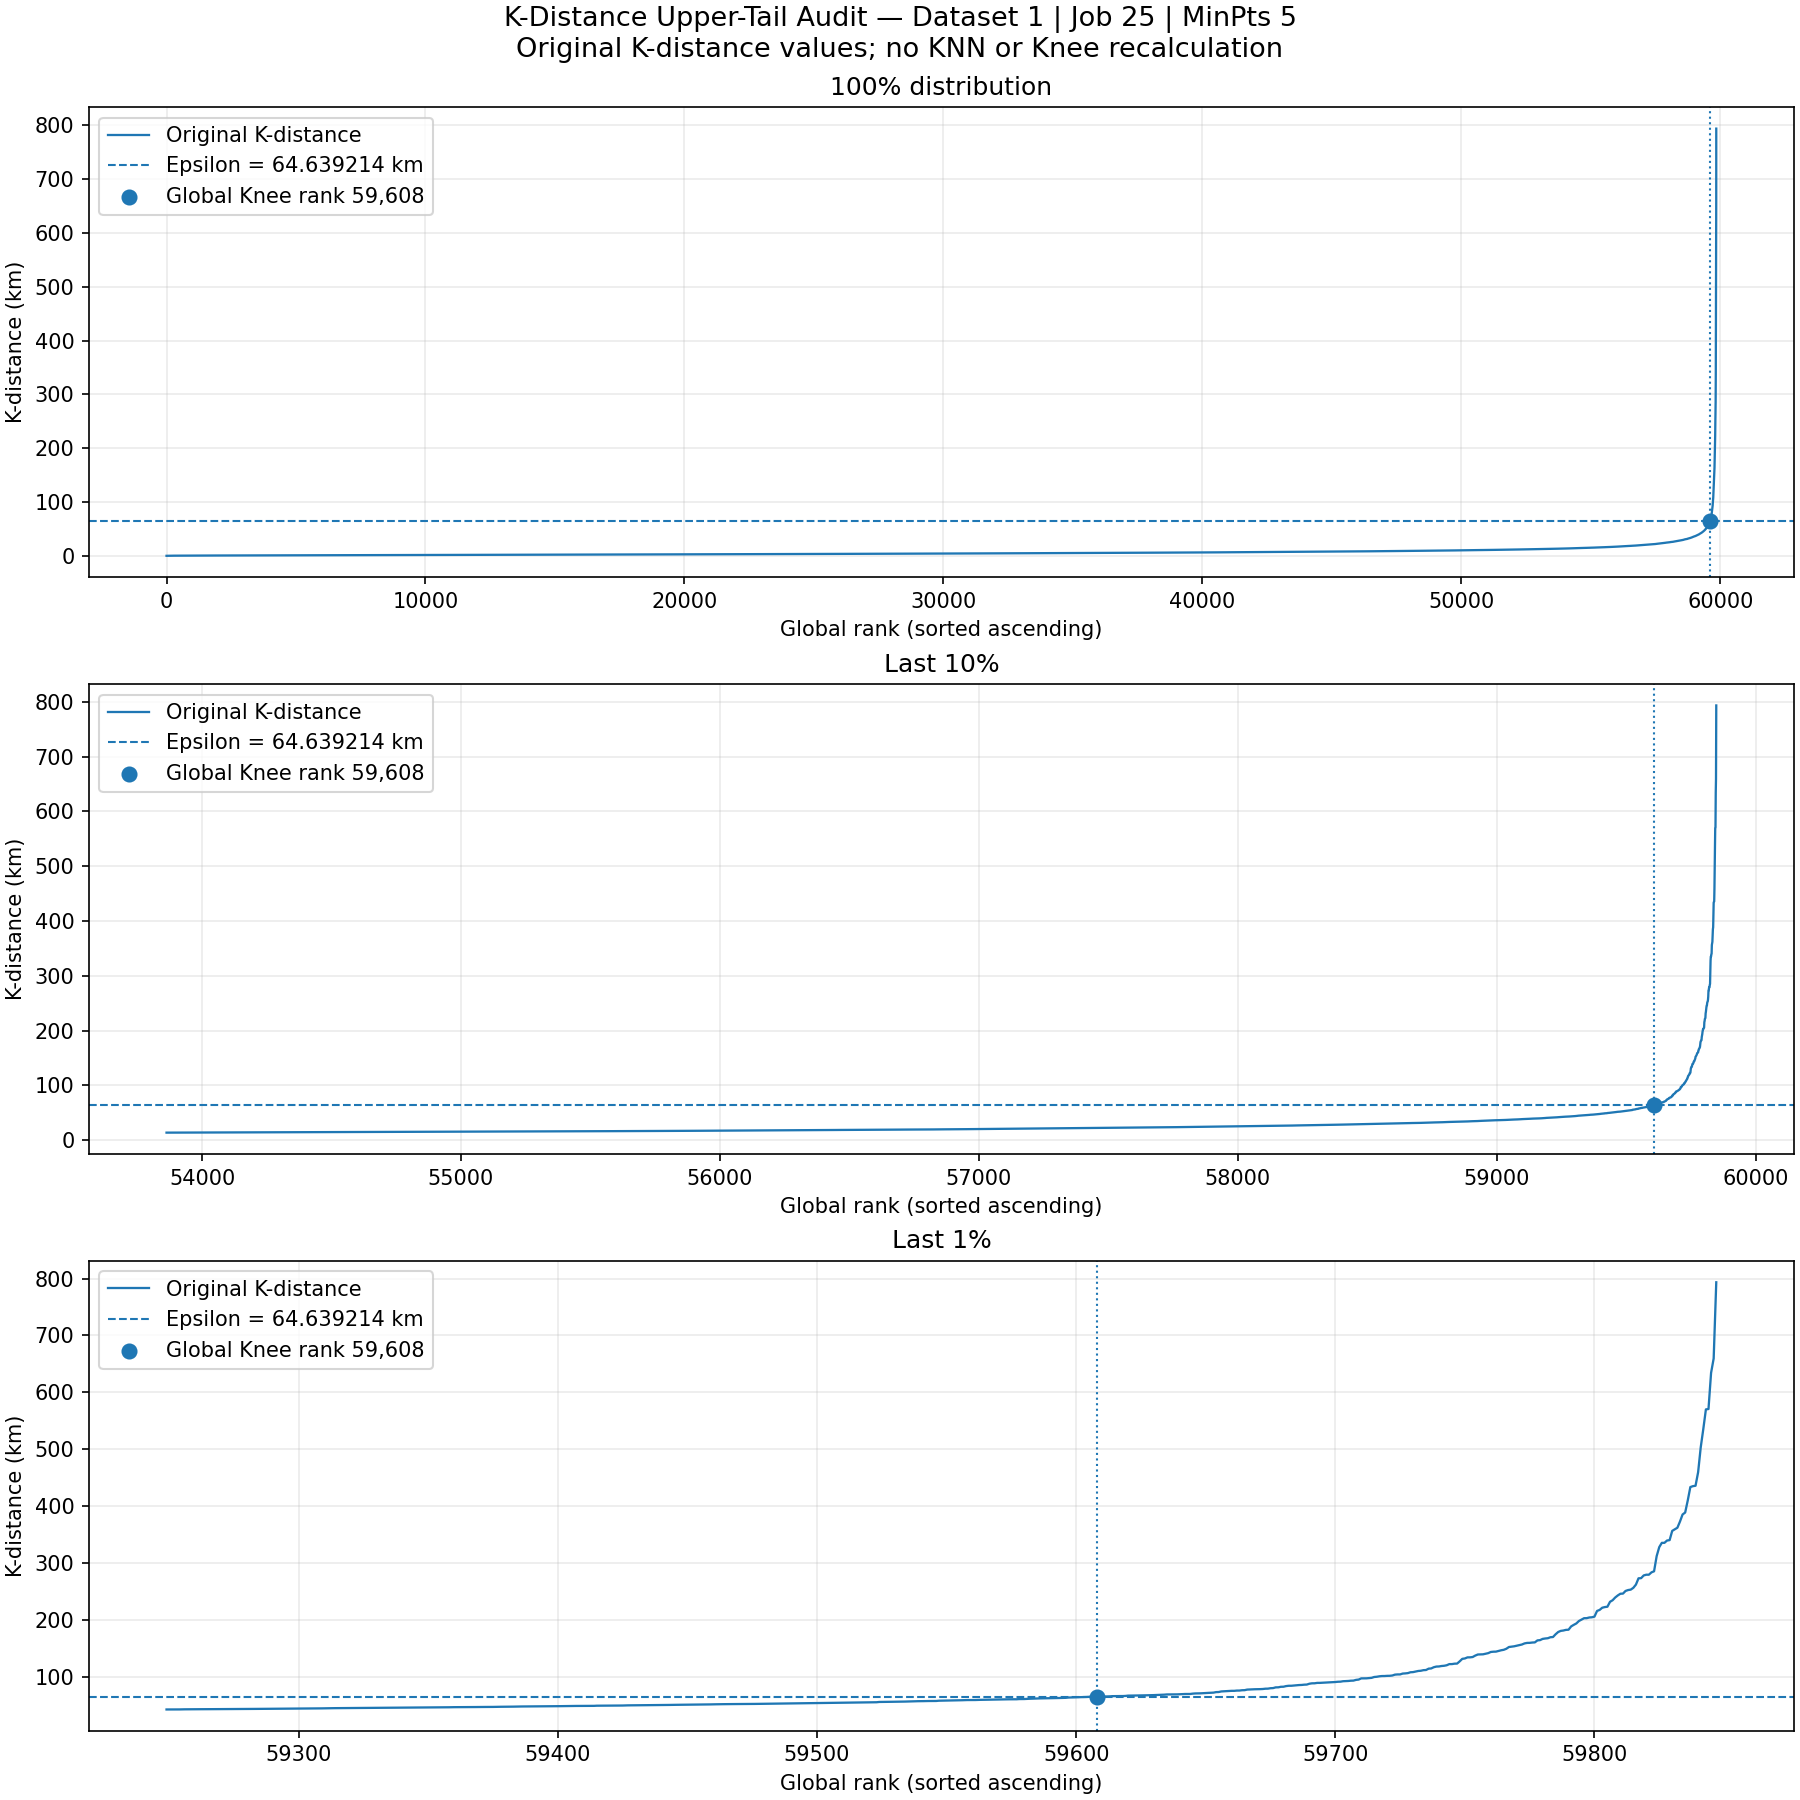 K-Distance Upper-Tail Audit — Dataset 1 | Job 25 | MinPts 5
Original K-distance values; no KNN or Knee recalculation
100% distribution
Original K-distance
Epsilon = 64.639214 km
Global Knee rank 59,608
800
700
600
500
400
300
200
100
0
K-distance (km)
0 10000 20000 30000 40000 50000 60000
Global rank (sorted ascending)
Last 10%
Original K-distance
Epsilon = 64.639214 km
Global Knee rank 59,608
800
700
600
500
400
300
200
100
0
K-distance (km)
54000 55000 56000 57000 58000 59000 60000
Global rank (sorted ascending)
Last 1%
Original K-distance
Epsilon = 64.639214 km
Global Knee rank 59,608
800
700
600
500
400
300
200
100
K-distance (km)
59300 59400 59500 59600 59700 59800
Global rank (sorted ascending)